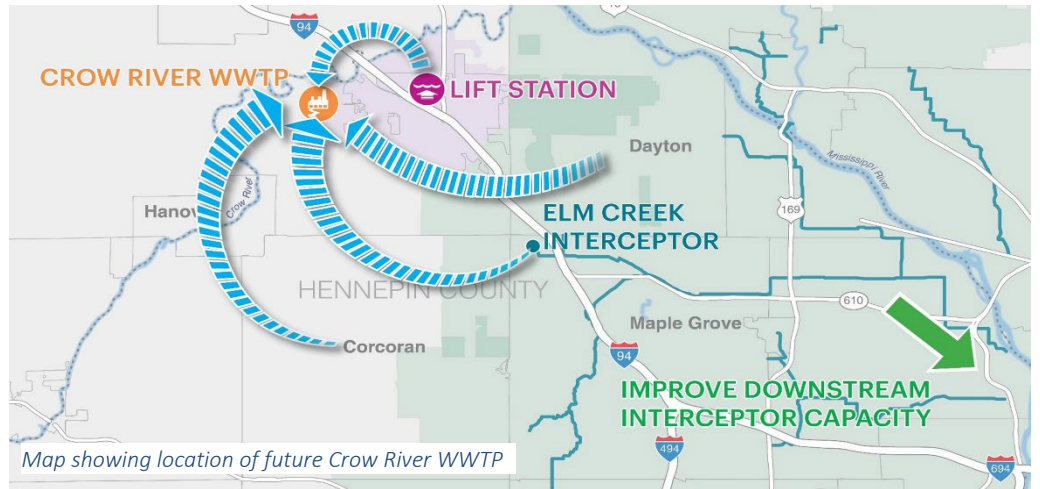 94
CROW RIVER WWTP
LIFT STATION
Dayton
Mississippi River
169
Hanov
Crow River
ELM CREEK
INTERCEPTOR
HENNEPIN COUNTY
610
Maple Grove
Corcoran
94
IMPROVE DOWNSTREAM
INTERCEPTOR CAPACITY
494
694
Map showing location of future Crow River WWTP